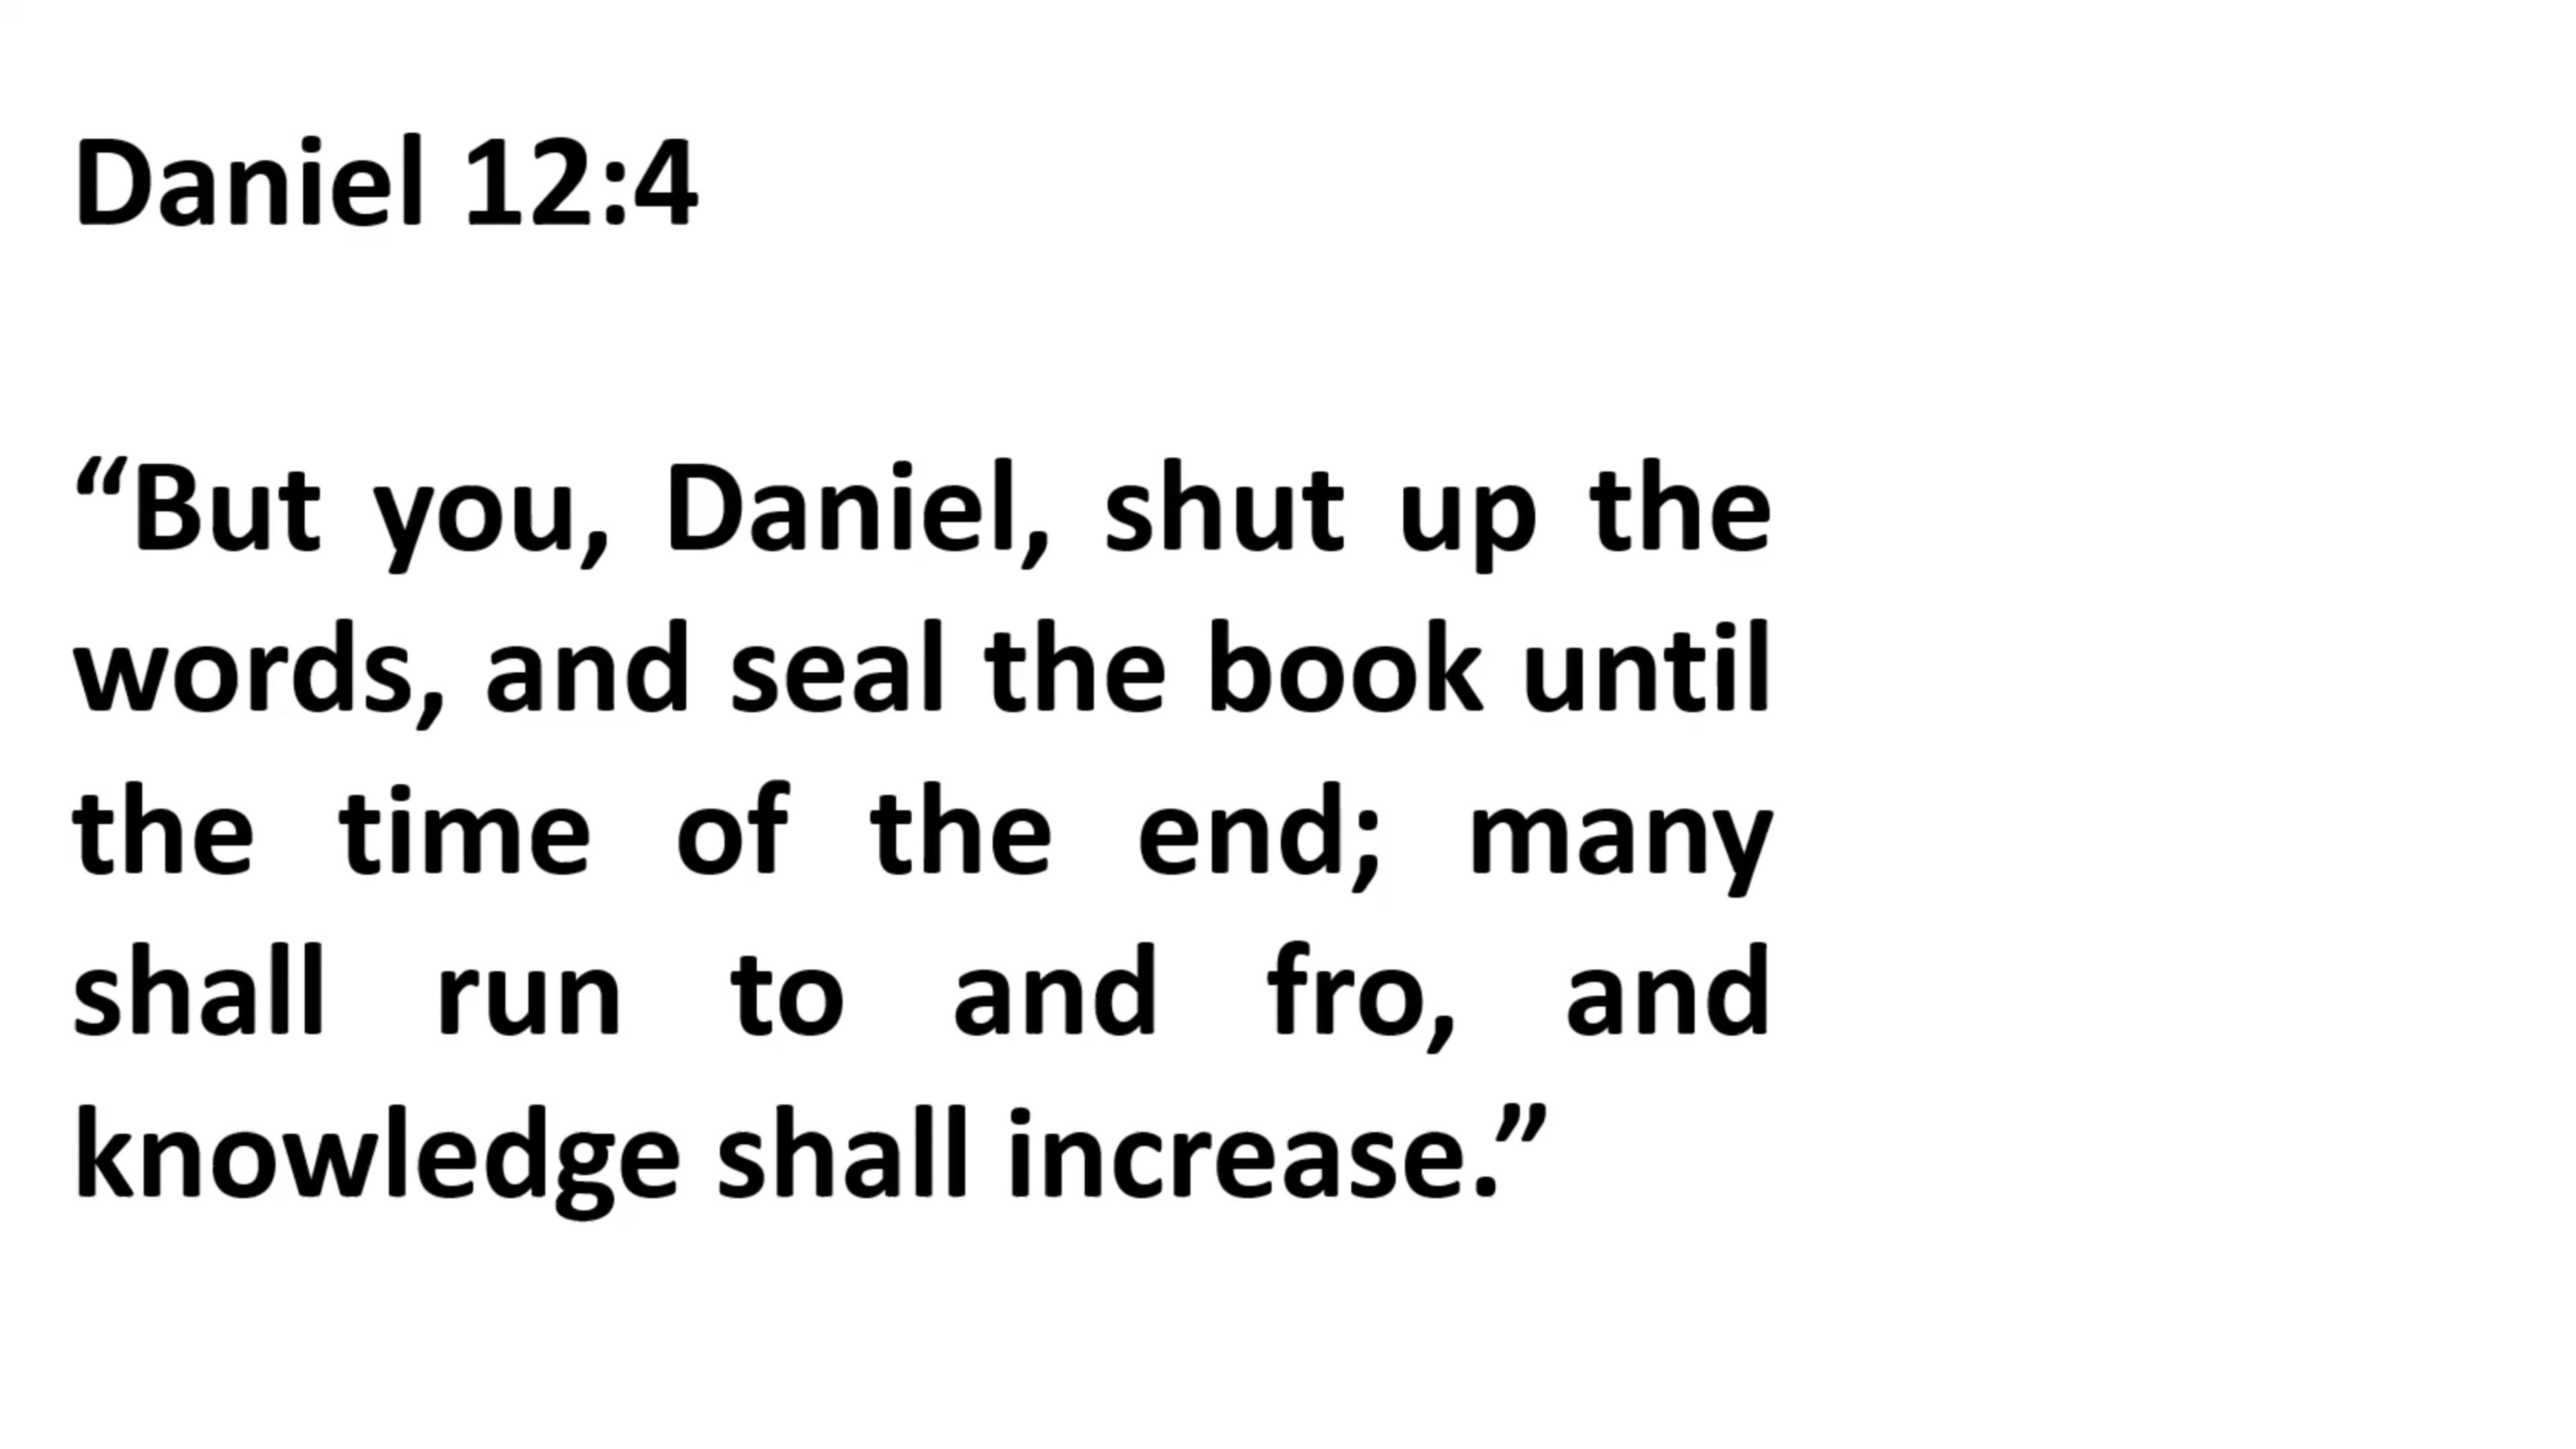 Daniel 12:4
“But you, Daniel, shut up the
words, and seal the book until
the time of the end; many
shall run to and fro, and
knowledge shall increase.”